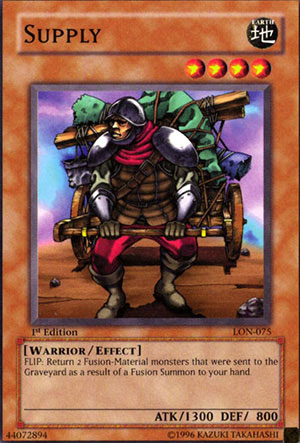 SUPPLY
EARTH
地
1st Edition
LON-075
[WARRIOR/EFFECT]
FLIP: Return 2 Fusion-Material monsters that were sent to the
Graveyard as a result of a Fusion Summon to your hand.
ATK/1300 DEF/ 800
44072894
©1996 KAZUKI TAKAHASHI